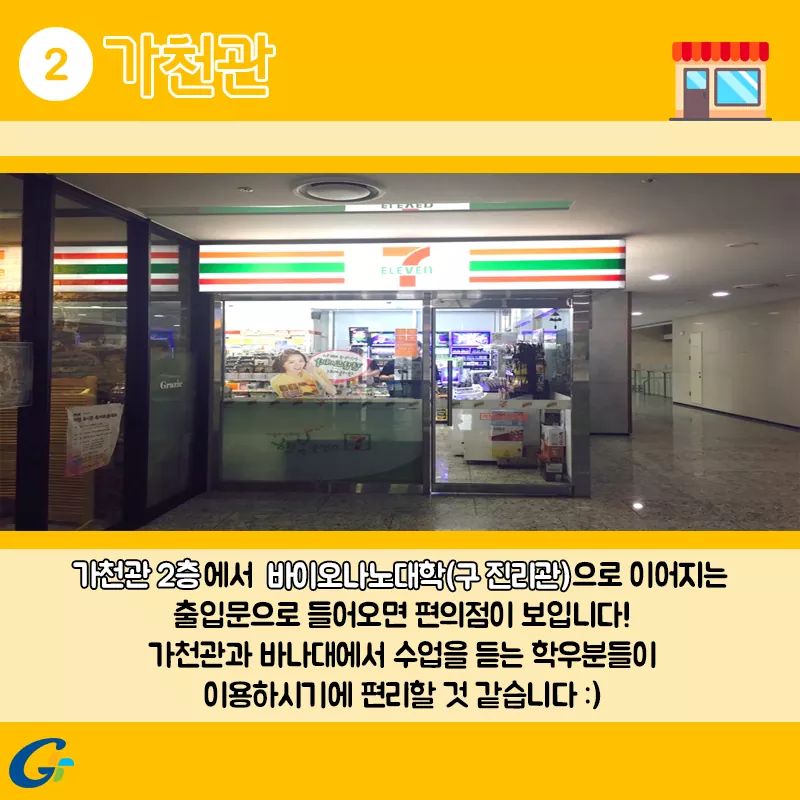 2 가천관
ELEVEN
7
ELEVEN
Grazie
7
가천관 2층에서 바이오나노대학(구 진리관)으로 이어지는
출입문으로 들어오면 편의점이 보입니다!
가천관과 바나대에서 수업을 듣는 학우분들이
이용하시기에 편리할 것 같습니다 :)
G